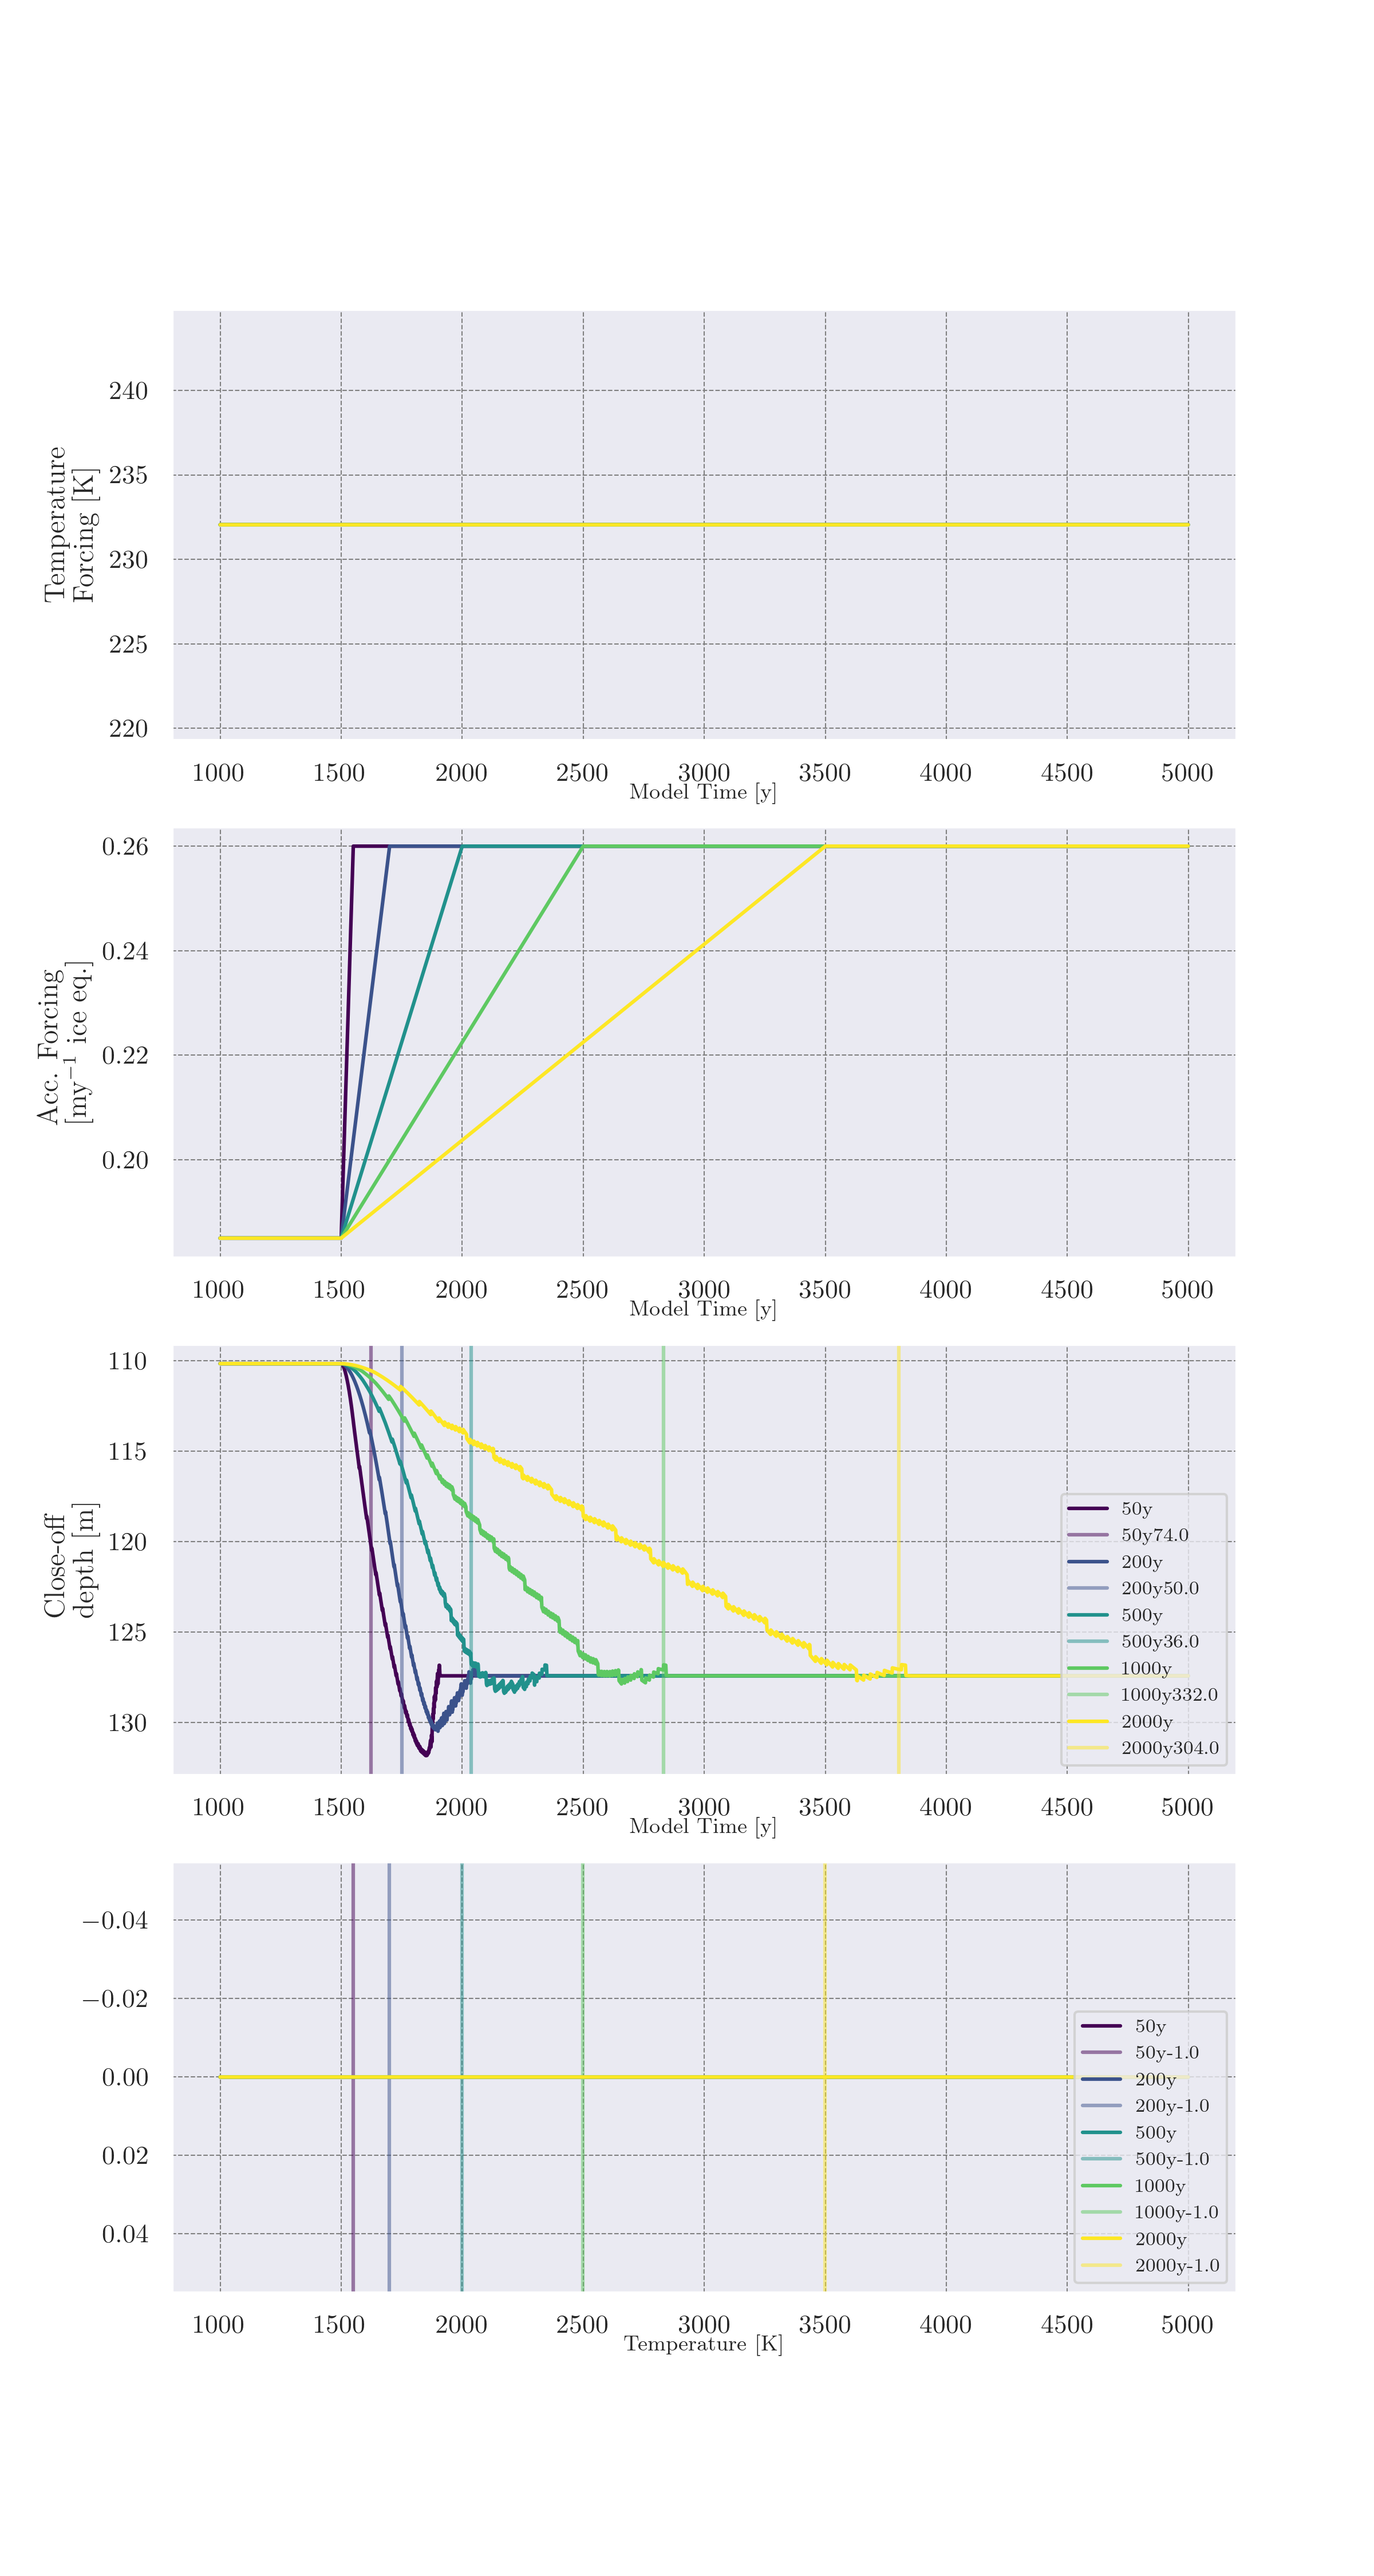 240
235
230
225
220
Temperature
Forcing [K]
1000 1500 2000 2500 3000 3500 4000 4500 5000
Model Time [y]
0.26
0.24
0.22
0.20
Acc. Forcing
[my⁻¹ ice eq.]
1000 1500 2000 2500 3000 3500 4000 4500 5000
Model Time [y]
110
115
120
125
130
Close-off
depth [m]
50y
50y74.0
200y
200y50.0
500y
500y36.0
1000y
1000y332.0
2000y
2000y304.0
1000 1500 2000 2500 3000 3500 4000 4500 5000
Model Time [y]
−0.04
−0.02
0.00
0.02
0.04
50y
50y-1.0
200y
200y-1.0
500y
500y-1.0
1000y
1000y-1.0
2000y
2000y-1.0
1000 1500 2000 2500 3000 3500 4000 4500 5000
Temperature [K]